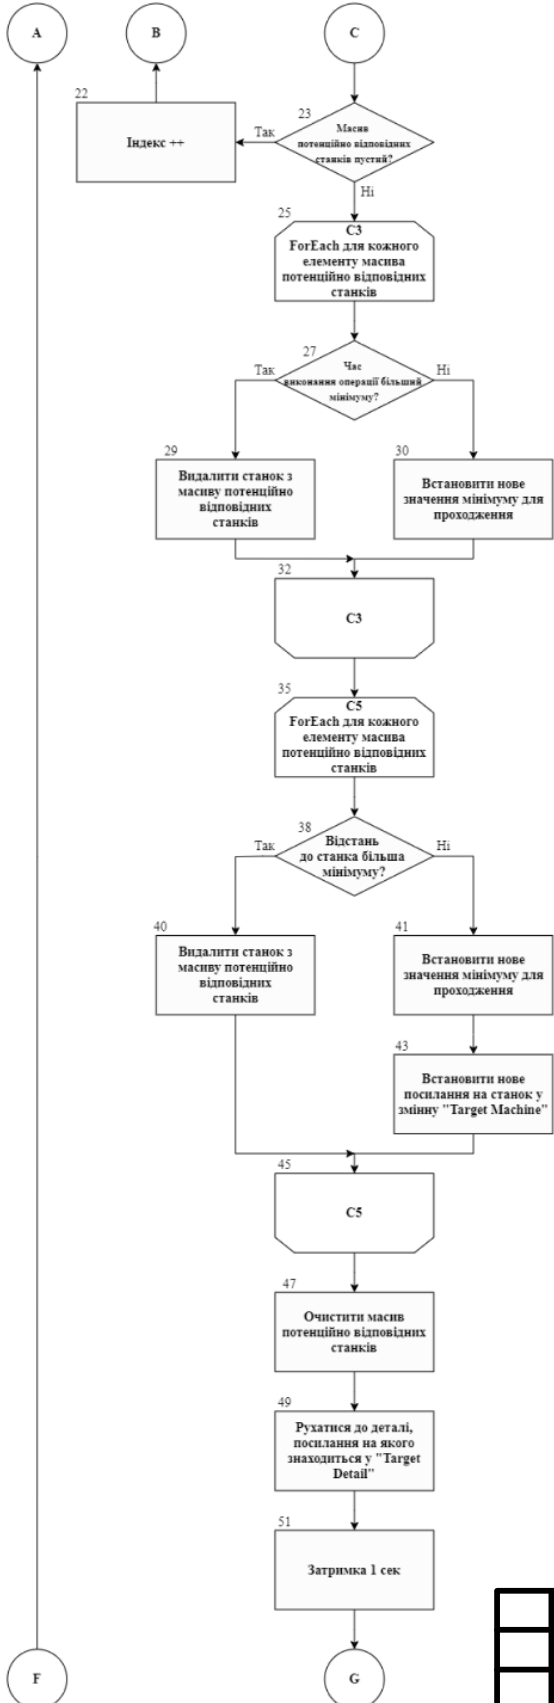 A
B
C
22
Індекс ++
Так
23
Масив
потенційно відповідних
станків пустий?
Ні
25
C3
ForEach для кожного
елементу масива
потенційно відповідних
станків
27
Час
виконання операції більший
мінімуму?
Так
Ні
29
Видалити станок з
масиву потенційно
відповідних
станків
30
Встановити нове
значення мінімуму для
проходження
32
C3
35
C5
ForEach для кожного
елементу масива
потенційно відповідних
станків
38
Відстань
до станка більша
мінімуму?
Так
Ні
40
Видалити станок з
масиву потенційно
відповідних
станків
41
Встановити нове
значення мінімуму для
проходження
43
Встановити нове
посилання на станок у
змінну "Target Machine"
45
C5
47
Очистити масив
потенційно відповідних
станків
49
Рухатися до деталі,
посилання на якого
знаходиться у "Target
Detail"
51
Затримка 1 сек
F
G